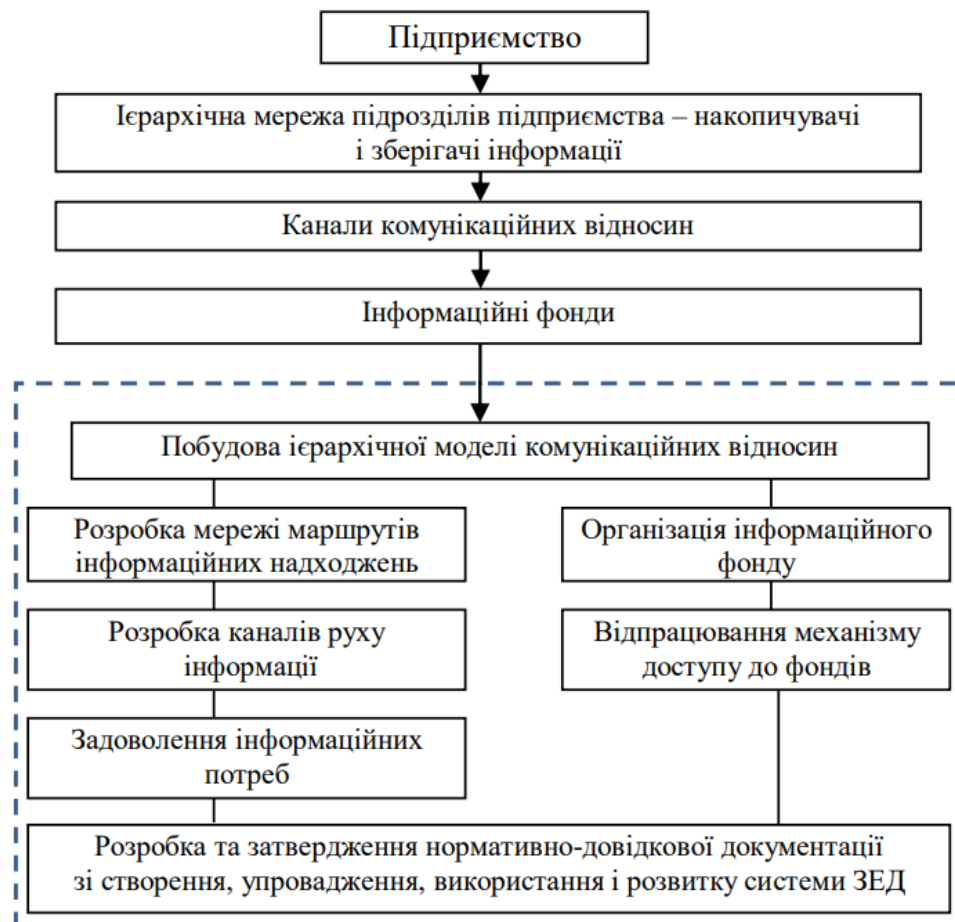 Підприємство
Ієрархічна мережа підрозділів підприємства – накопичувачі
і зберігачі інформації
Канали комунікаційних відносин
Інформаційні фонди
Побудова ієрархічної моделі комунікаційних відносин
Розробка мережі маршрутів
інформаційних надходжень
Розробка каналів руху
інформації
Задоволення інформаційних
потреб
Організація інформаційного
фонду
Відпрацювання механізму
доступу до фондів
Розробка та затвердження нормативно-довідкової документації
зі створення, упровадження, використання і розвитку системи ЗЕД